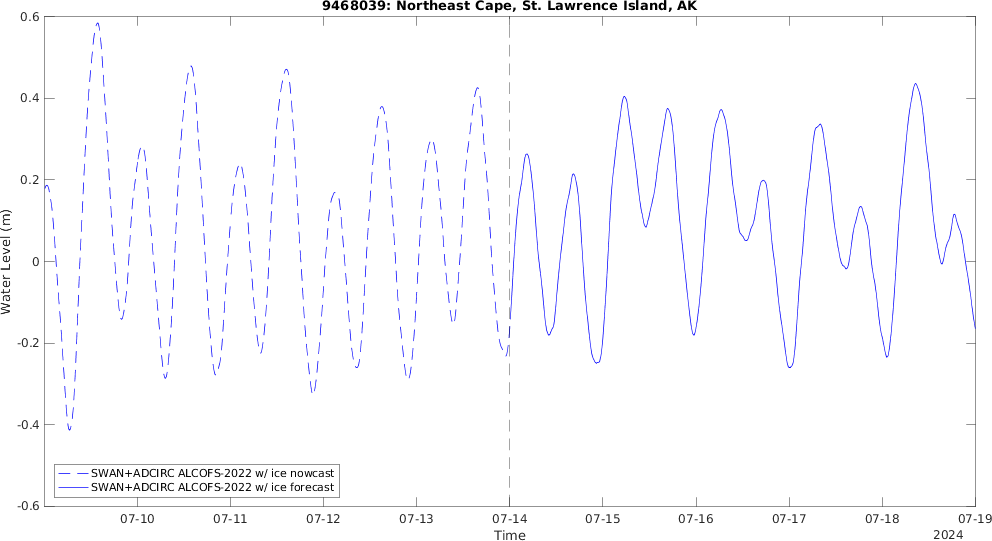 9468039: Northeast Cape, St. Lawrence Island, AK
0.6
0.4
0.2
0
-0.2
-0.4
-0.6
Water Level (m)
SWAN+ADCIRC ALCOFS-2022 w/ ice nowcast
SWAN+ADCIRC ALCOFS-2022 w/ ice forecast
07-10 07-11 07-12 07-13 07-14 07-15 07-16 07-17 07-18 07-19
Time
2024